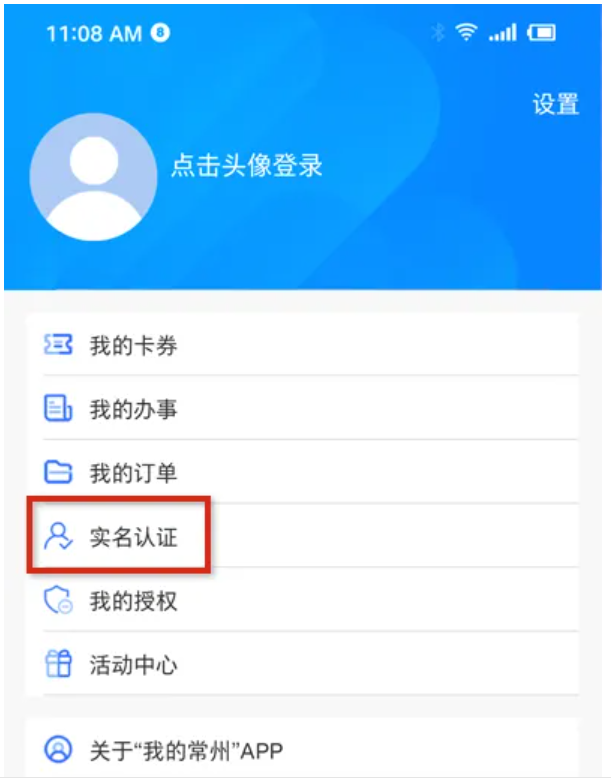 11:08 AM 8
设置
点击头像登录
我的卡券
我的办事
我的订单
实名认证
我的授权
活动中心
关于“我的常州”APP